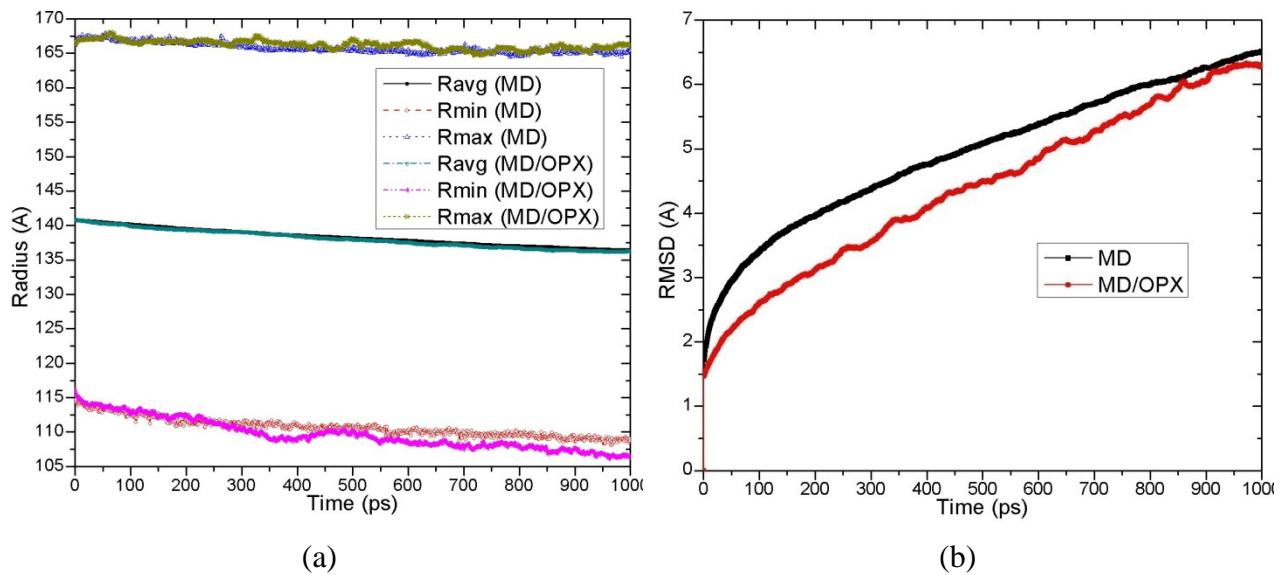 170
165
160
155
150
145
140
135
130
125
120
115
110
105
Radius (A)
Ravg (MD)
Rmin (MD)
Rmax (MD)
Ravg (MD/OPX)
Rmin (MD/OPX)
Rmax (MD/OPX)
0 100 200 300 400 500 600 700 800 900 1000
Time (ps)
(a)
7
6
5
4
3
2
1
0
RMSD (A)
MD
MD/OPX
0 100 200 300 400 500 600 700 800 900 1000
Time (ps)
(b)